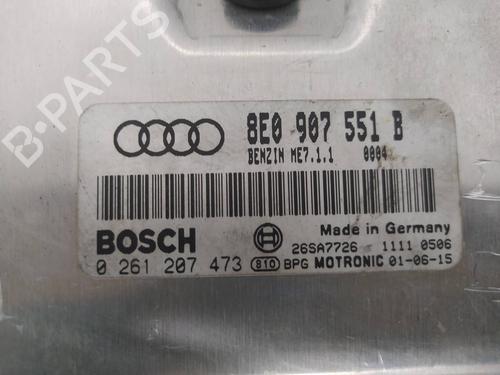 8E0 907 551 B
BENZIN ME7.1.1 0004
Made in Germany
BOSCH
26SA7726 1111 0506
0 261 207 473 810 BPG MOTRONIC 01-06-15
B-PARTS